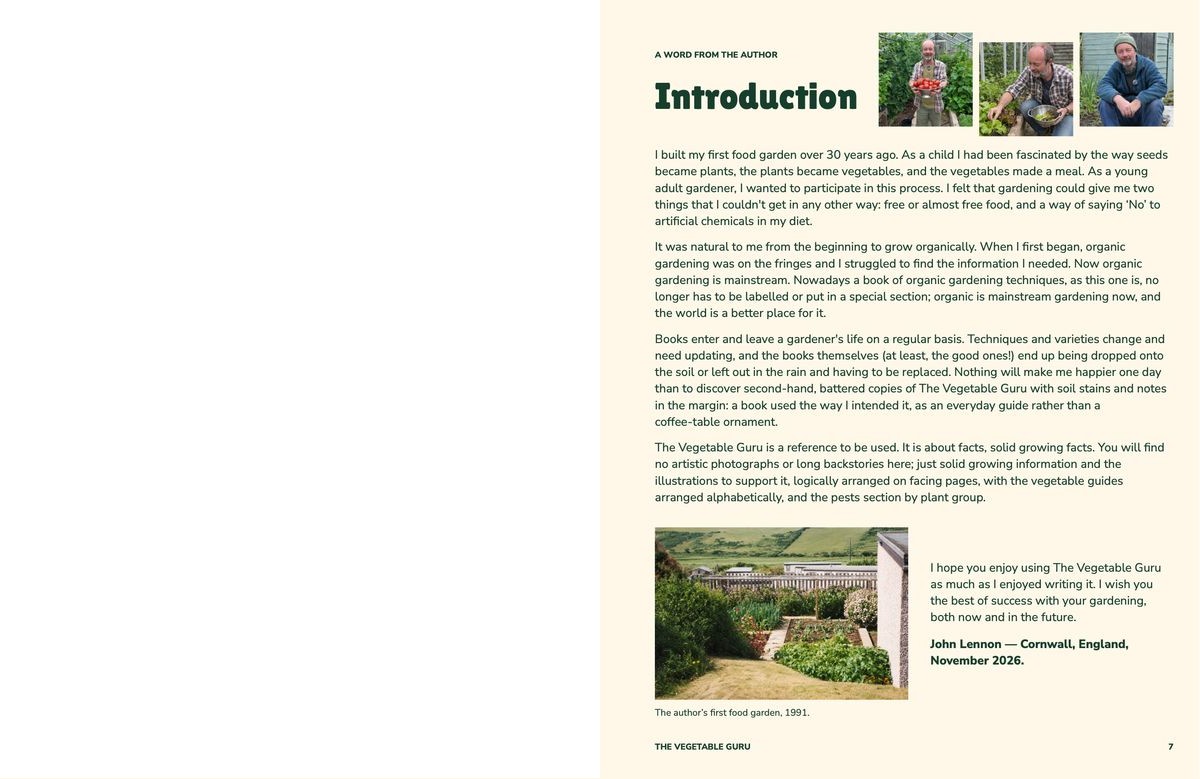 A WORD FROM THE AUTHOR
Introduction
I built my first food garden over 30 years ago. As a child I had been fascinated by the way seeds
became plants, the plants became vegetables, and the vegetables made a meal. As a young
adult gardener, I wanted to participate in this process. I felt that gardening could give me two
things that I couldn't get in any other way: free or almost free food, and a way of saying ‘No’ to
artificial chemicals in my diet.
It was natural to me from the beginning to grow organically. When I first began, organic
gardening was on the fringes and I struggled to find the information I needed. Now organic
gardening is mainstream. Nowadays a book of organic gardening techniques, as this one is, no
longer has to be labelled or put in a special section; organic is mainstream gardening now, and
the world is a better place for it.
Books enter and leave a gardener's life on a regular basis. Techniques and varieties change and
need updating, and the books themselves (at least, the good ones!) end up being dropped onto
the soil or left out in the rain and having to be replaced. Nothing will make me happier one day
than to discover second-hand, battered copies of The Vegetable Guru with soil stains and notes
in the margin: a book used the way I intended it, as an everyday guide rather than a
coffee-table ornament.
The Vegetable Guru is a reference to be used. It is about facts, solid growing facts. You will find
no artistic photographs or long backstories here; just solid growing information and the
illustrations to support it, logically arranged on facing pages, with the vegetable guides
arranged alphabetically, and the pests section by plant group.
I hope you enjoy using The Vegetable Guru
as much as I enjoyed writing it. I wish you
the best of success with your gardening,
both now and in the future.
John Lennon — Cornwall, England,
November 2026.
The author’s first food garden, 1991.
THE VEGETABLE GURU
7